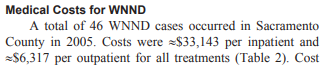 Medical Costs for WNND
A total of 46 WNND cases occurred in Sacramento
County in 2005. Costs were ≈$33,143 per inpatient and
≈$6,317 per outpatient for all treatments (Table 2). Cost